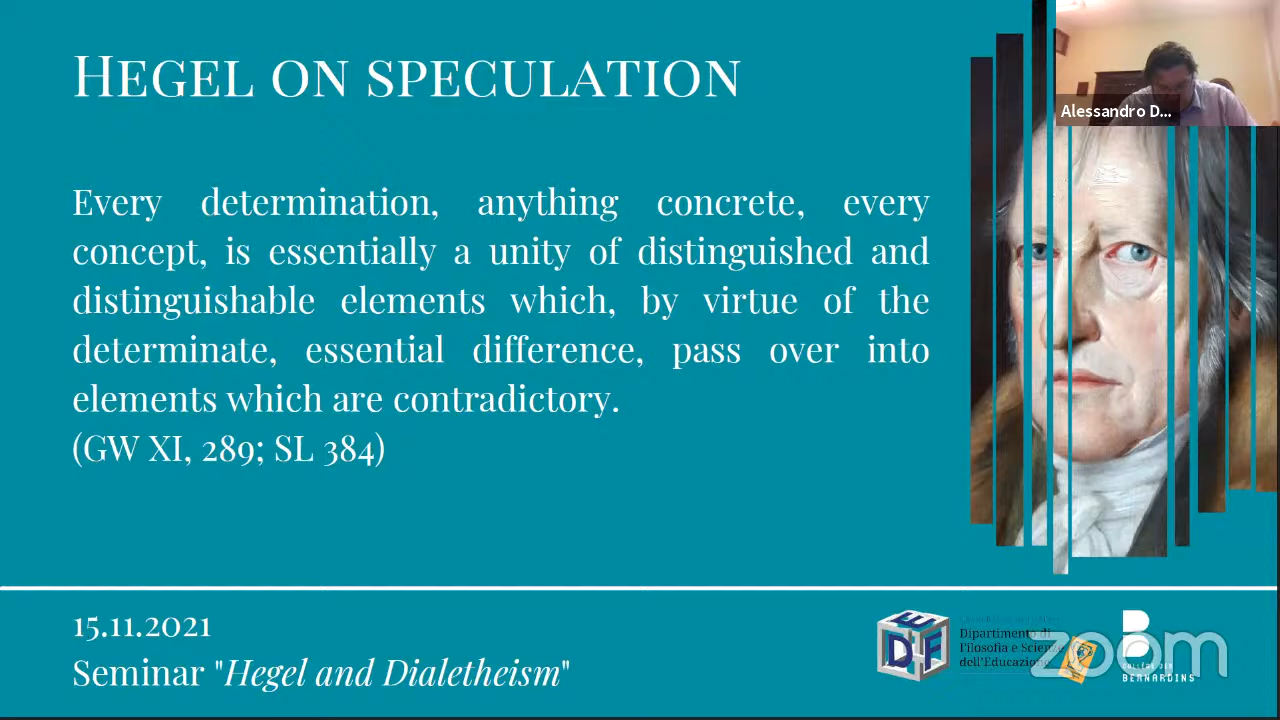 HEGEL ON SPECULATION
Alessandro D...
Every determination, anything concrete, every
concept, is essentially a unity of distinguished and
distinguishable elements which, by virtue of the
determinate, essential difference, pass over into
elements which are contradictory.
(GW XI, 289; SL 384)
15.11.2021
Seminar "Hegel and Dialetheism"
Dipartimento di
Filosofia e Scienze
dell'Educazione
zoom
BERNARDINS